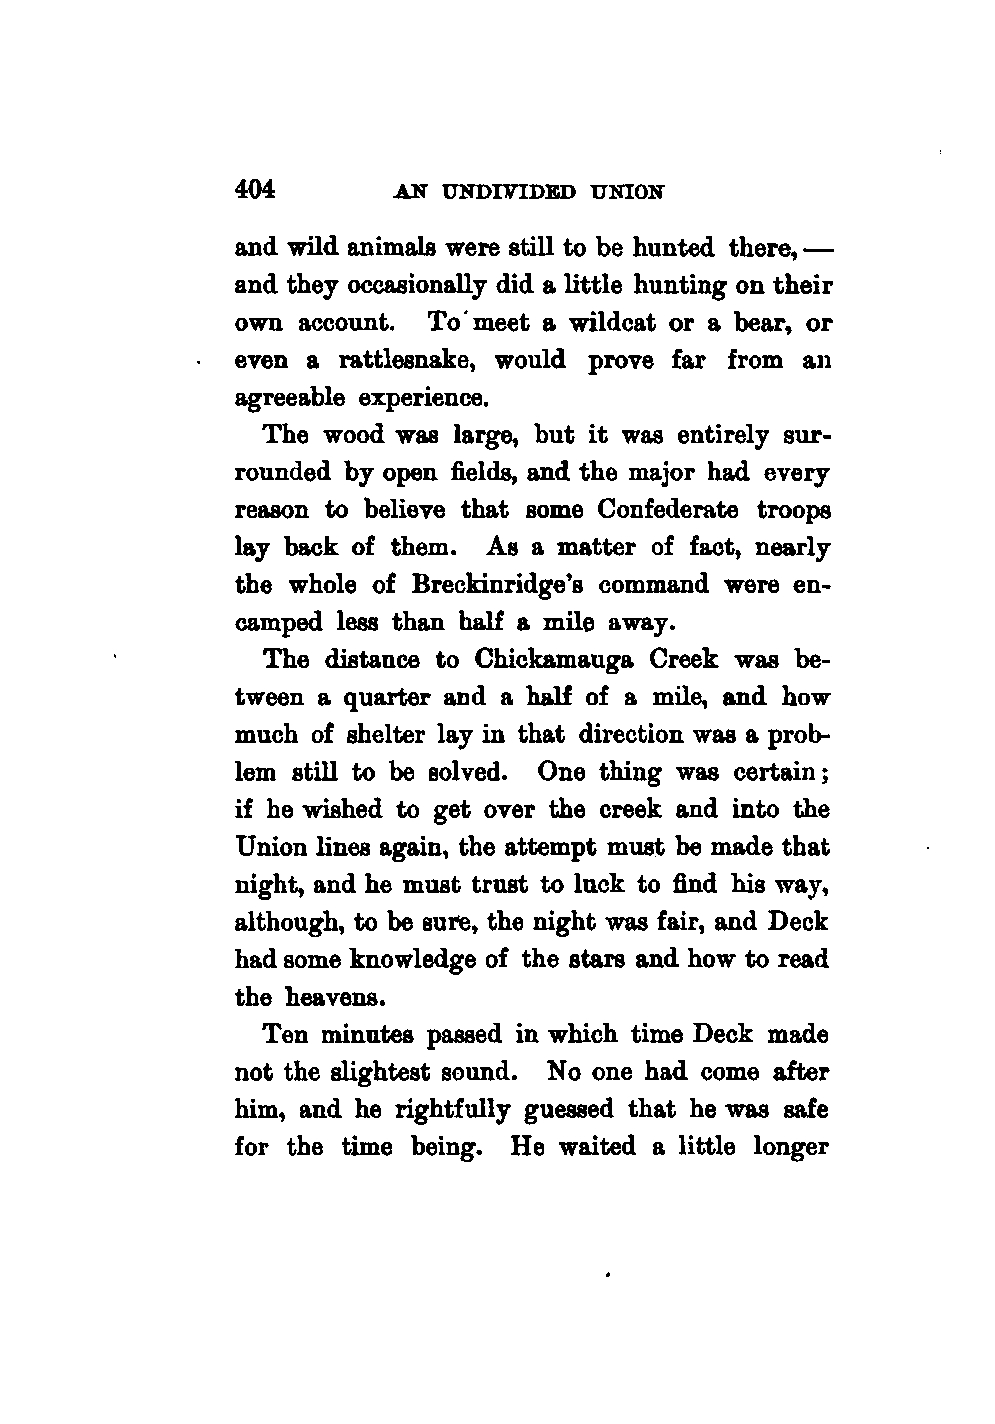 404 AN UNDIVIDED UNION
and wild animals were still to be hunted there, —
and they occasionally did a little hunting on their
own account. To meet a wildcat or a bear, or
even a rattlesnake, would prove far from an
agreeable experience.
The wood was large, but it was entirely sur-
rounded by open fields, and the major had every
reason to believe that some Confederate troops
lay back of them. As a matter of fact, nearly
the whole of Breckinridge's command were en-
camped less than half a mile away.
The distance to Chickamauga Creek was be-
tween a quarter and a half of a mile, and how
much of shelter lay in that direction was a prob-
lem still to be solved. One thing was certain;
if he wished to get over the creek and into the
Union lines again, the attempt must be made that
night, and he must trust to luck to find his way,
although, to be sure, the night was fair, and Deck
had some knowledge of the stars and how to read
the heavens.
Ten minutes passed in which time Deck made
not the slightest sound. No one had come after
him, and he rightfully guessed that he was safe
for the time being. He waited a little longer